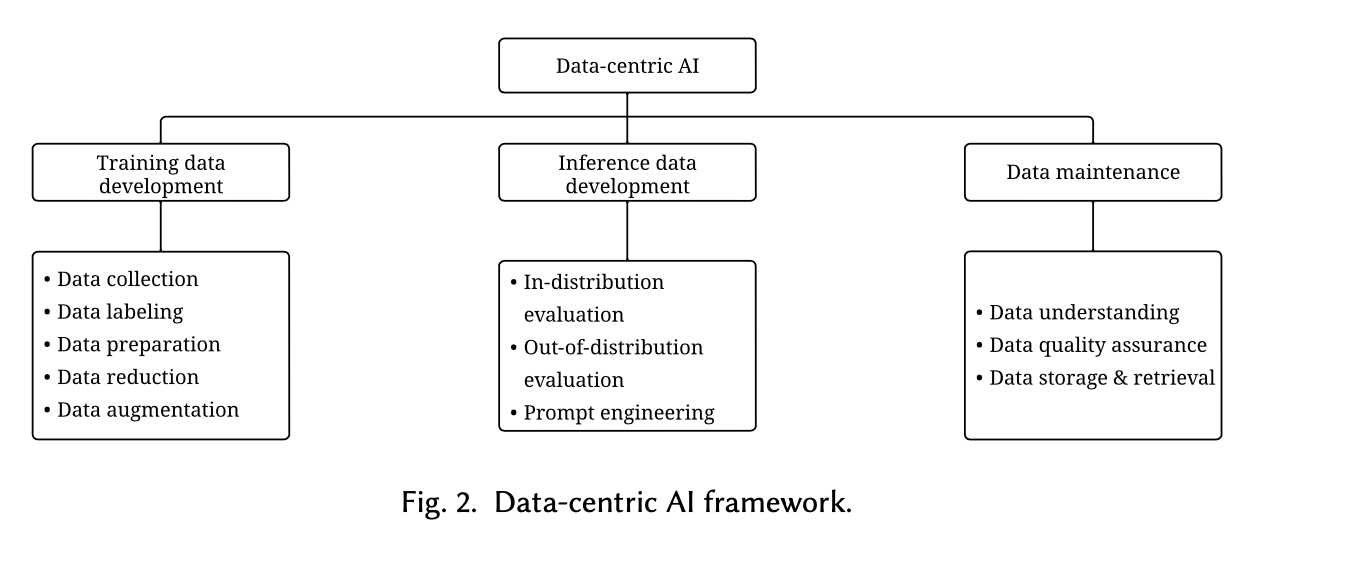 Data-centric AI
Training data
development
Inference data
development
Data maintenance
• Data collection
• Data labeling
• Data preparation
• Data reduction
• Data augmentation
• In-distribution
evaluation
• Out-of-distribution
evaluation
• Prompt engineering
• Data understanding
• Data quality assurance
• Data storage & retrieval
Fig. 2. Data-centric AI framework.